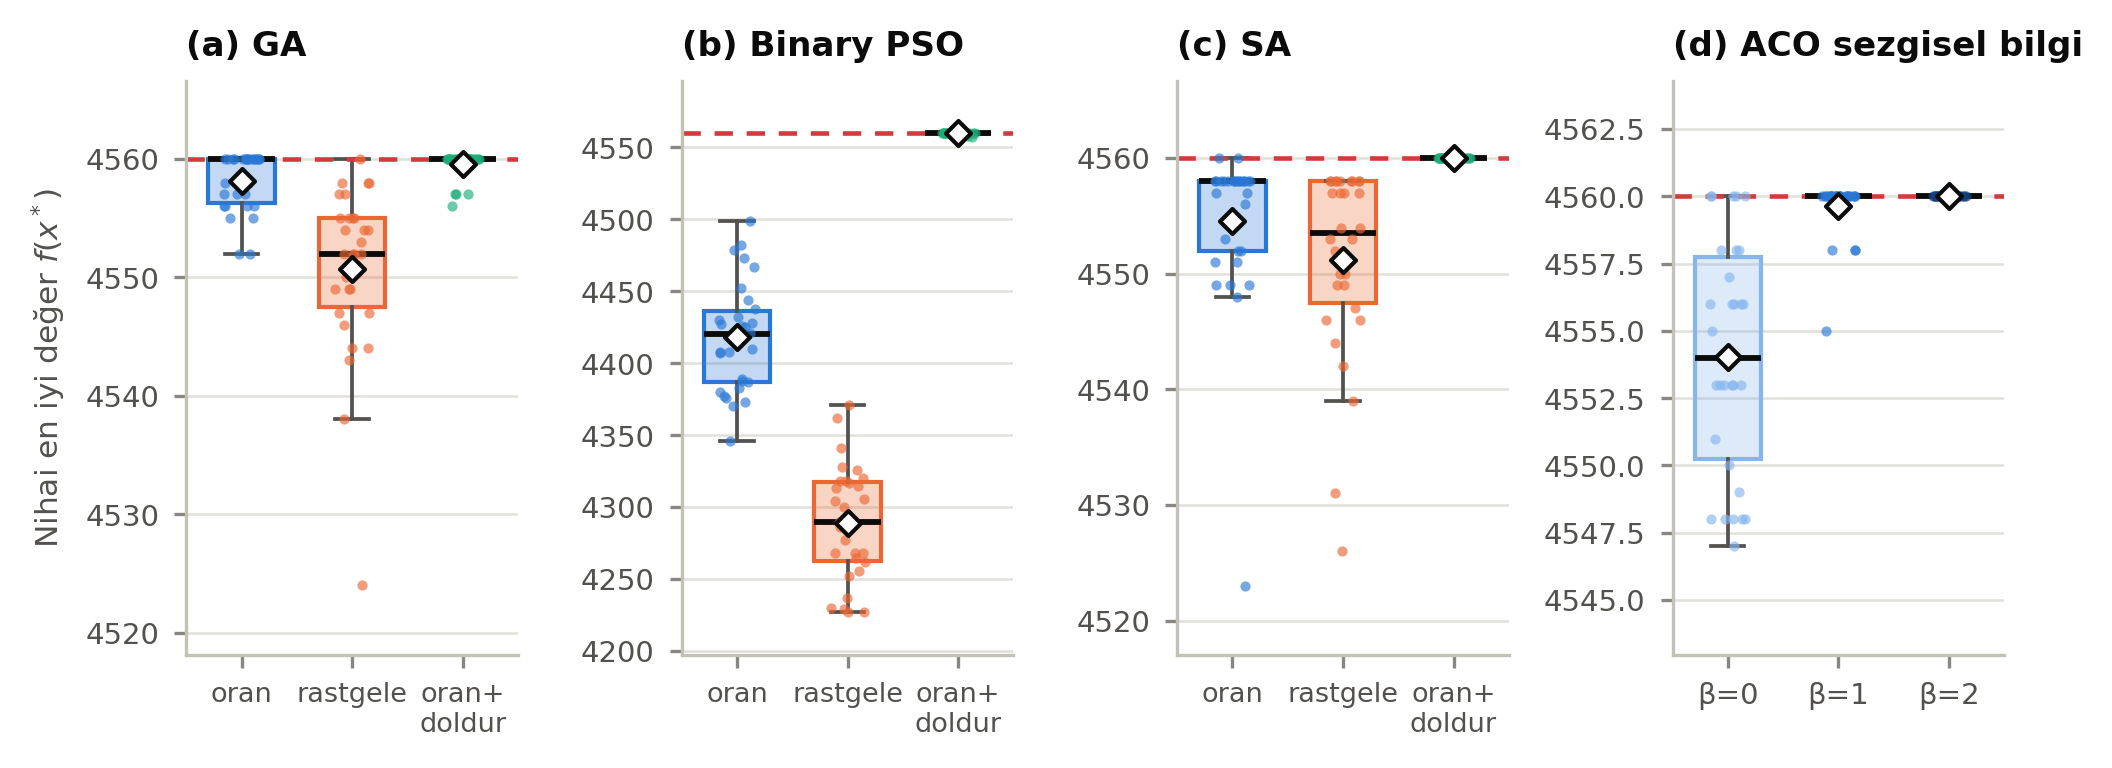 (a) GA
(b) Binary PSO
(c) SA
(d) ACO sezgisel bilgi
Nihai en iyi değer f(x*)
4560
4550
4540
4530
4520
oran
rastgele
oran+
doldur
4550
4500
4450
4400
4350
4300
4250
4200
oran
rastgele
oran+
doldur
4560
4550
4540
4530
4520
oran
rastgele
oran+
doldur
4562.5
4560.0
4557.5
4555.0
4552.5
4550.0
4547.5
4545.0
β=0
β=1
β=2